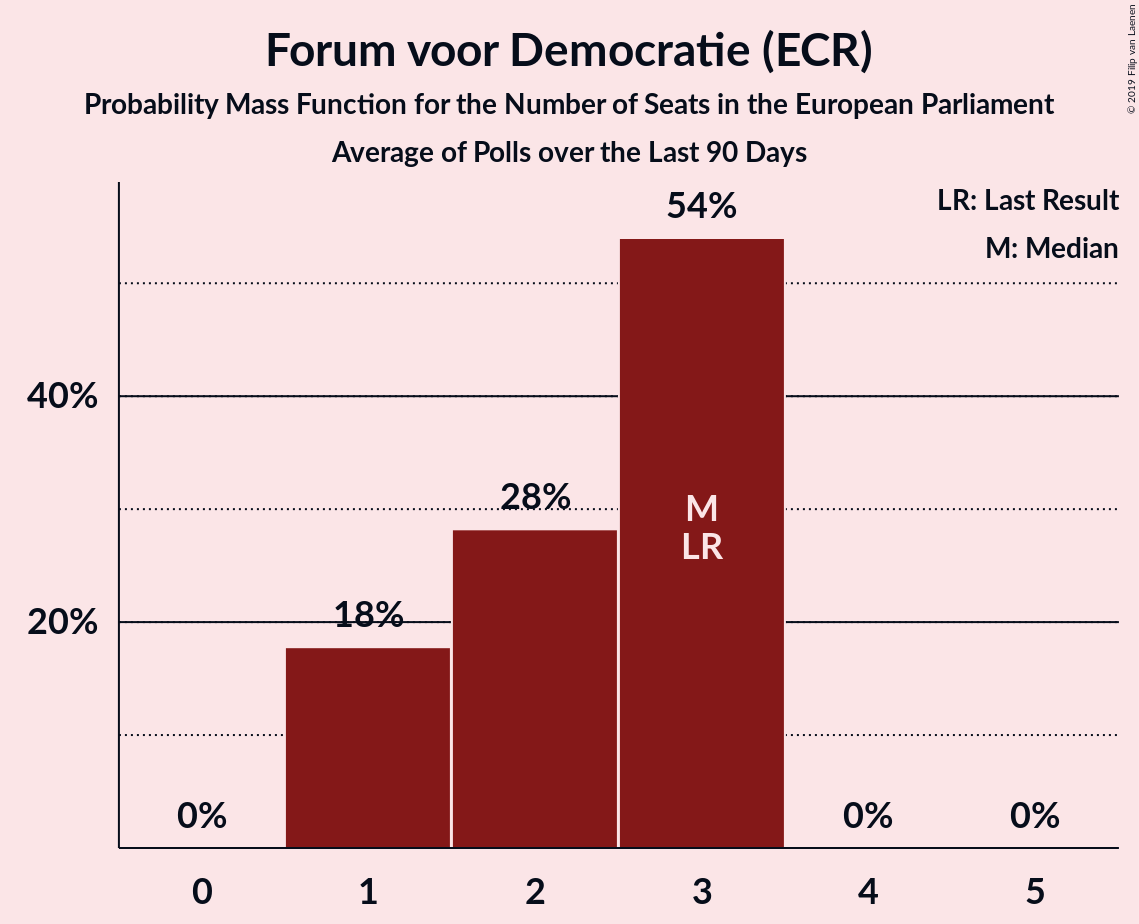 Forum voor Democratie (ECR)
Probability Mass Function for the Number of Seats in the European Parliament
Average of Polls over the Last 90 Days
© 2019 Filip van Laenen
LR: Last Result
M: Median
54%
40%
28%
M
LR
20%
18%
0%
0%
0%
0
1
2
3
4
5